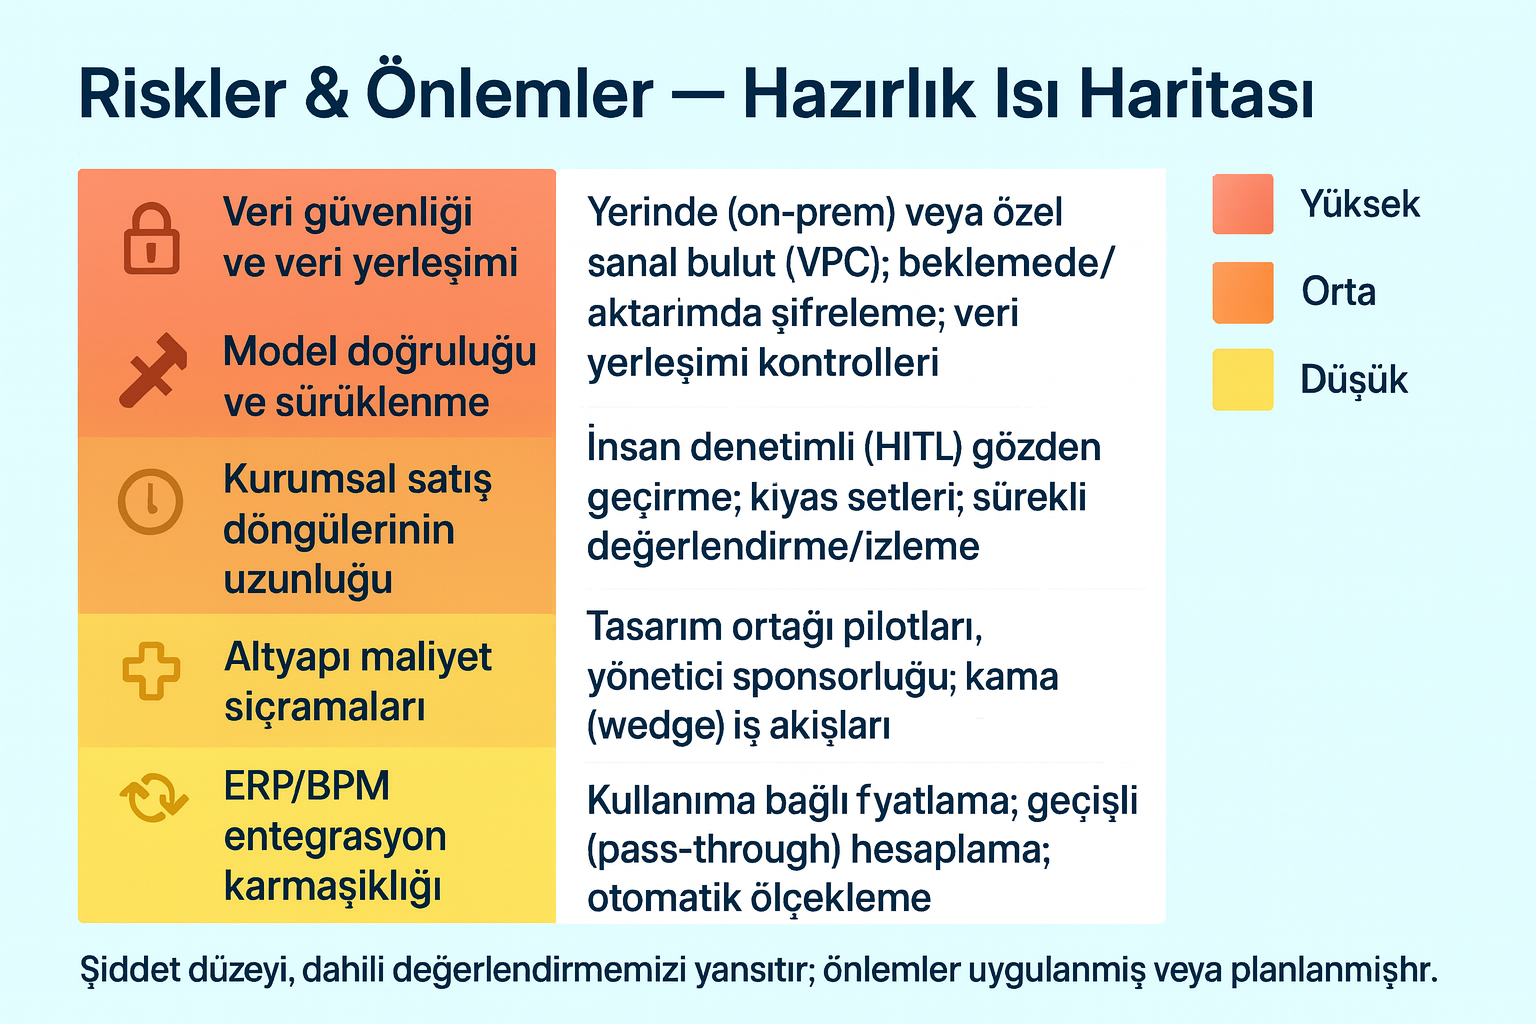 Riskler & Önlemler — Hazırlık Isı Haritası
Veri güvenliği
ve veri yerleşimi
Model doğruluğu
ve sürüklenme
Kurumsal satış
döngülerinin
uzunluğu
Altyapı maliyet
siçramaları
ERP/BPM
entegrasyon
karmaşiklığı
Yerinde (on-prem) veya özel
sanal bulut (VPC); beklemede/
aktarimda şifreleme; veri
yerleşimi kontrolleri
İnsan denetimli (HITL) gözden
geçirme; kiyas setleri; sürekli
değerlendirme/izleme
Tasarım ortağı pilotları,
yönetici sponsorluğu; kama
(wedge) iş akişları
Kullanıma bağlı fyatlama; geçişli
(pass-through) hesaplama;
otomatik ölçekleme
Yüksek
Orta
Düşük
Şiddet düzeyi, dahili değerlendirmemizi yansıtır; önlemler uygulanmiş veya planlanmişhr.